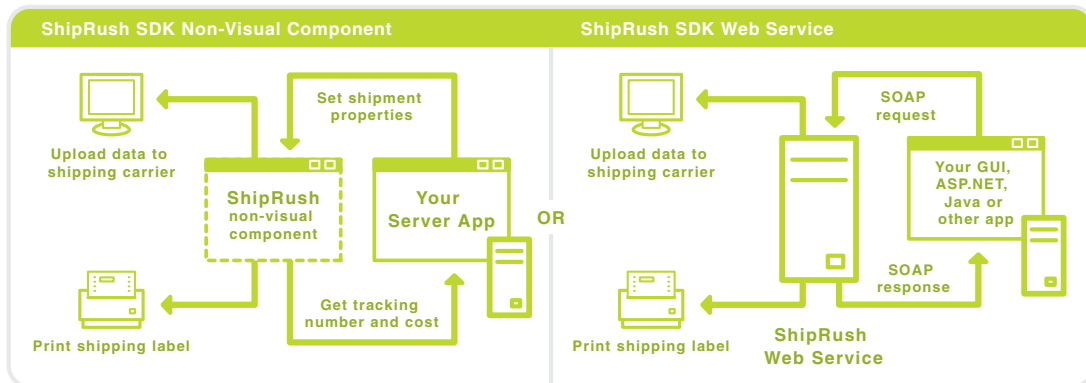 ShipRush SDK Non-Visual Component
Set shipment
properties
Upload data to
shipping carrier
ShipRush
non-visual
component
Your
Server App
Get tracking
number and cost
Print shipping label
OR
ShipRush SDK Web Service
SOAP
request
Upload data to
shipping carrier
Your GUI,
ASP.NET,
Java or
other app
SOAP
response
Print shipping label
ShipRush
Web Service